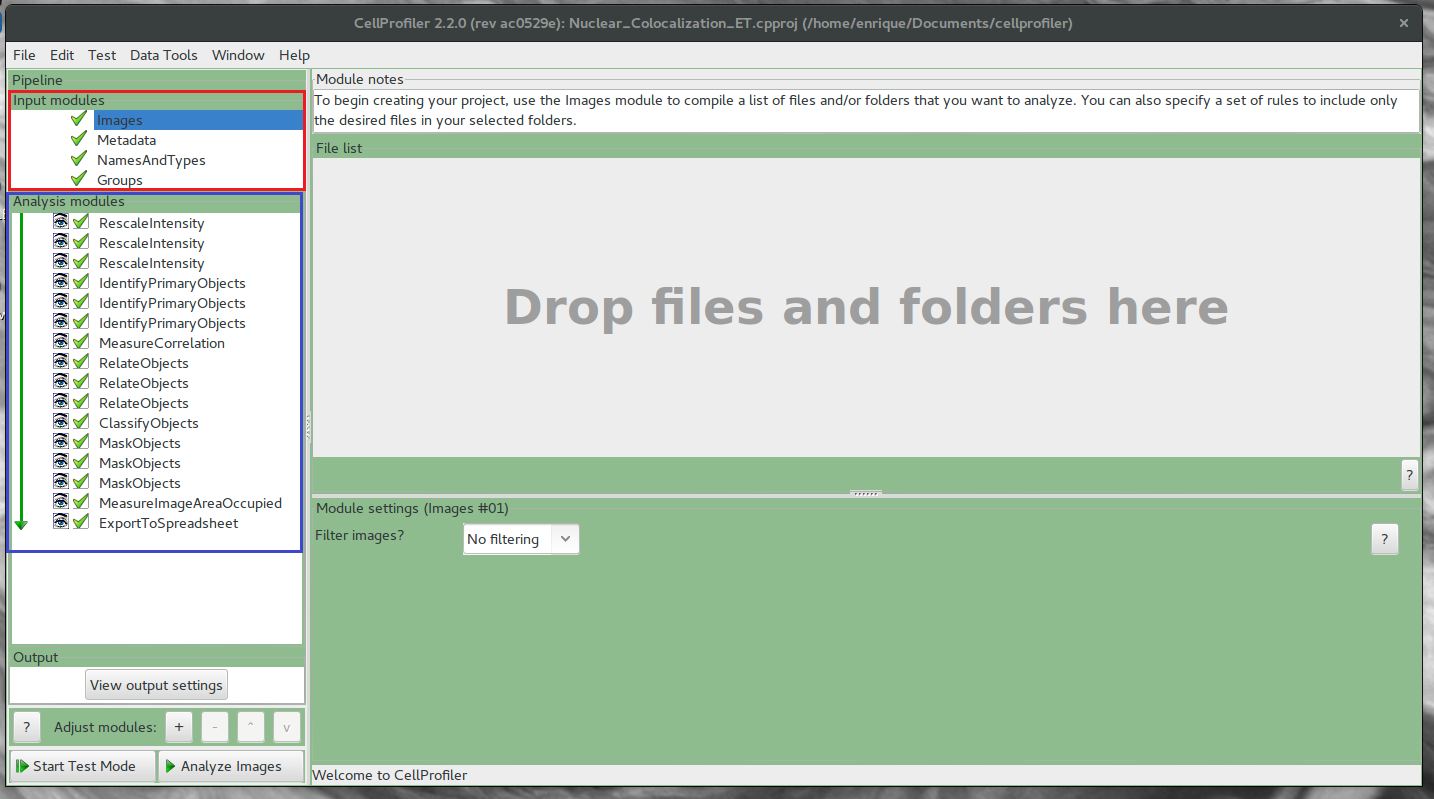 CellProfiler 2.2.0 (rev ac0529e): Nuclear_Colocalization_ET.cpproj (/home/enrique/Documents/cellprofiler)
File Edit Test Data Tools Window Help
Pipeline
Input modules
Images
Metadata
NamesAndTypes
Groups
Analysis modules
RescaleIntensity
RescaleIntensity
RescaleIntensity
IdentifyPrimaryObjects
IdentifyPrimaryObjects
IdentifyPrimaryObjects
MeasureCorrelation
RelateObjects
RelateObjects
RelateObjects
ClassifyObjects
MaskObjects
MaskObjects
MaskObjects
MeasureImageAreaOccupied
ExportToSpreadsheet
Output
View output settings
? Adjust modules: + - ^ v
Start Test Mode Analyze Images
Module notes
To begin creating your project, use the Images module to compile a list of files and/or folders that you want to analyze. You can also specify a set of rules to include only
the desired files in your selected folders.
File list
Drop files and folders here
?
Module settings (Images #01)
Filter images? No filtering ?
Welcome to CellProfiler